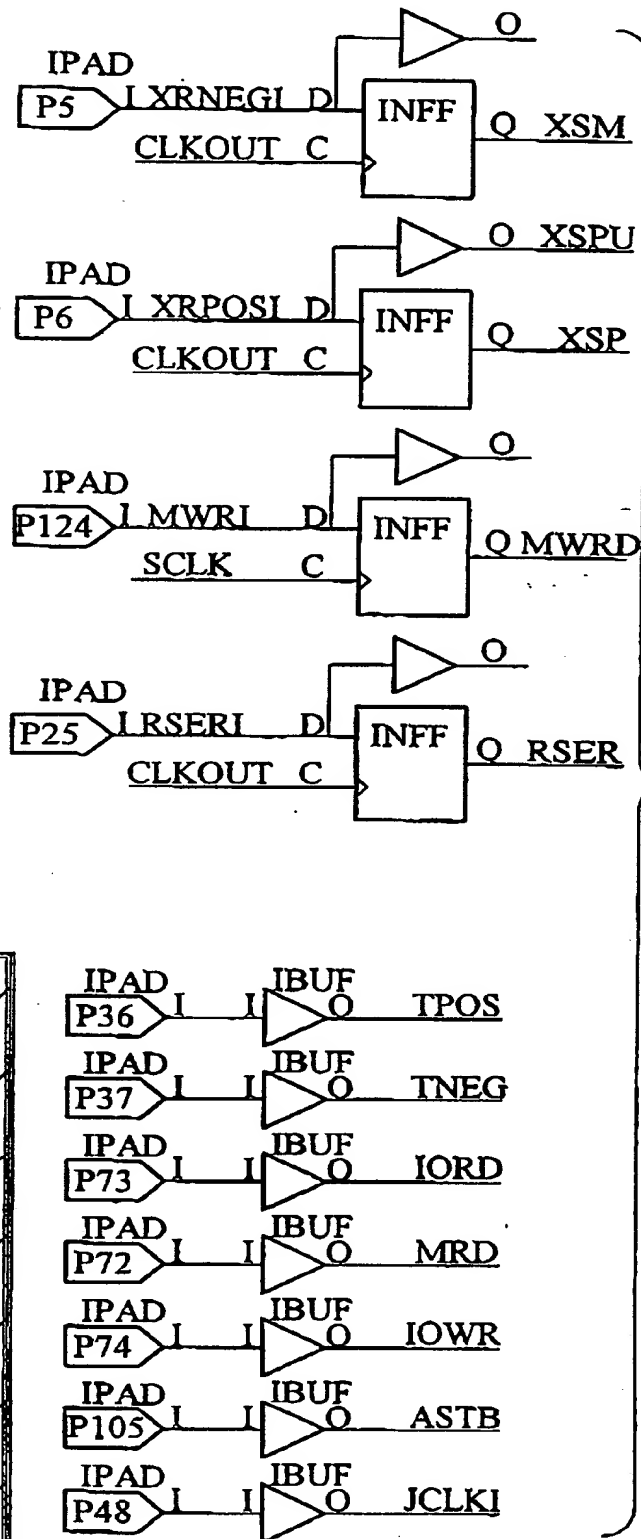 O
IPAD
P5 I XRNEGI D INFF Q XSM
CLKOUT C
O XSPU
IPAD
P6 I XRPOSI D INFF Q XSP
CLKOUT C
O
IPAD
P124 I MWRI D INFF Q MWRD
SCLK C
O
IPAD
P25 I RSERI D INFF Q RSER
CLKOUT C
IPAD IBUF
P36 I I O TPOS
IPAD IBUF
P37 I I O TNEG
IPAD IBUF
P73 I I O IORD
IPAD IBUF
P72 I I O MRD
IPAD IBUF
P74 I I O IOWR
IPAD IBUF
P105 I I O ASTB
IPAD IBUF
P48 I I O JCLKI